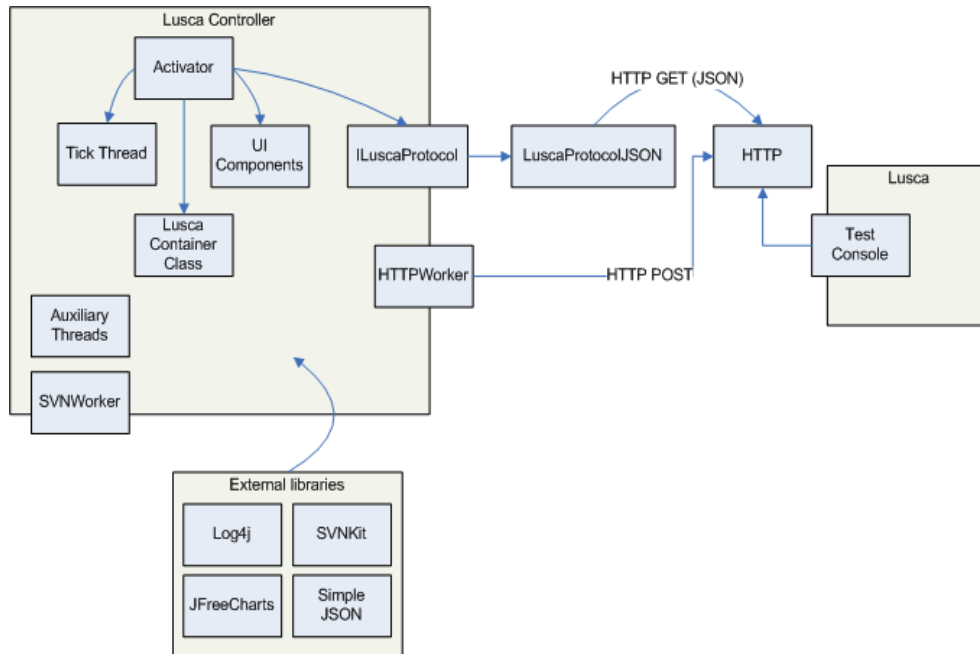 Lusca Controller
Activator
Tick Thread
UI
Components
ILuscaProtocol
LuscaProtocolJSON
HTTP GET (JSON)
HTTP
Lusca
Test
Console
Lusca
Container
Class
HTTPWorker
HTTP POST
Auxiliary
Threads
SVNWorker
External libraries
Log4j
SVNKit
JFreeCharts
Simple
JSON